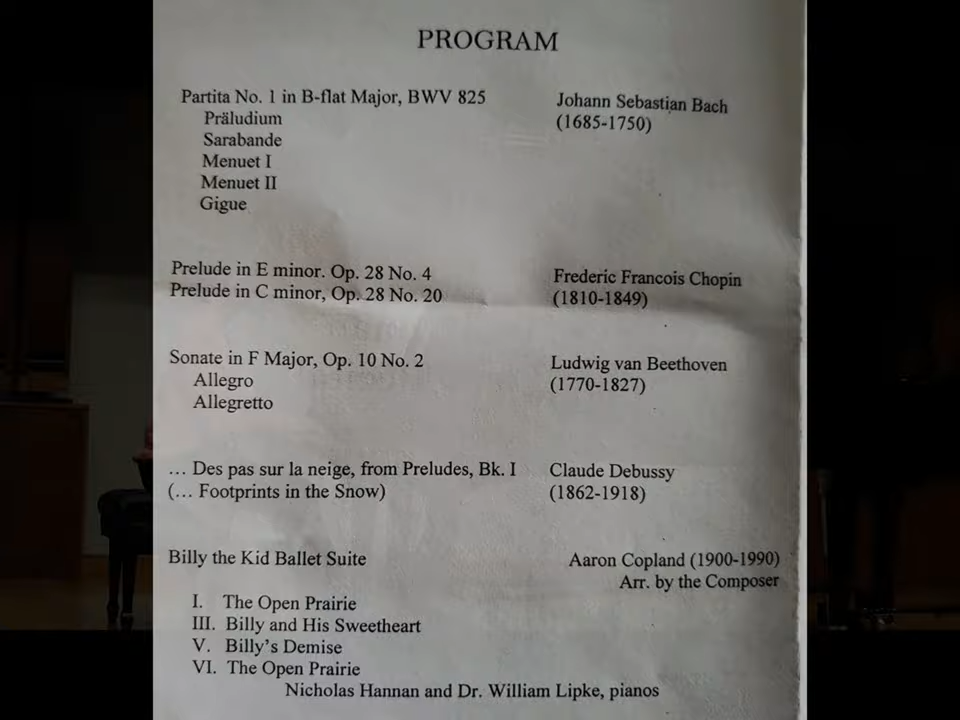 PROGRAM
Partita No. 1 in B-flat Major, BWV 825 Johann Sebastian Bach
Präludium (1685-1750)
Sarabande
Menuet I
Menuet II
Gigue
Prelude in E minor. Op. 28 No. 4 Frederic Francois Chopin
Prelude in C minor, Op. 28 No. 20 (1810-1849)
Sonate in F Major, Op. 10 No. 2 Ludwig van Beethoven
Allegro (1770-1827)
Allegretto
... Des pas sur la neige, from Preludes, Bk. I Claude Debussy
(... Footprints in the Snow) (1862-1918)
Billy the Kid Ballet Suite Aaron Copland (1900-1990)
Arr. by the Composer
I. The Open Prairie
III. Billy and His Sweetheart
V. Billy's Demise
VI. The Open Prairie
Nicholas Hannan and Dr. William Lipke, pianos